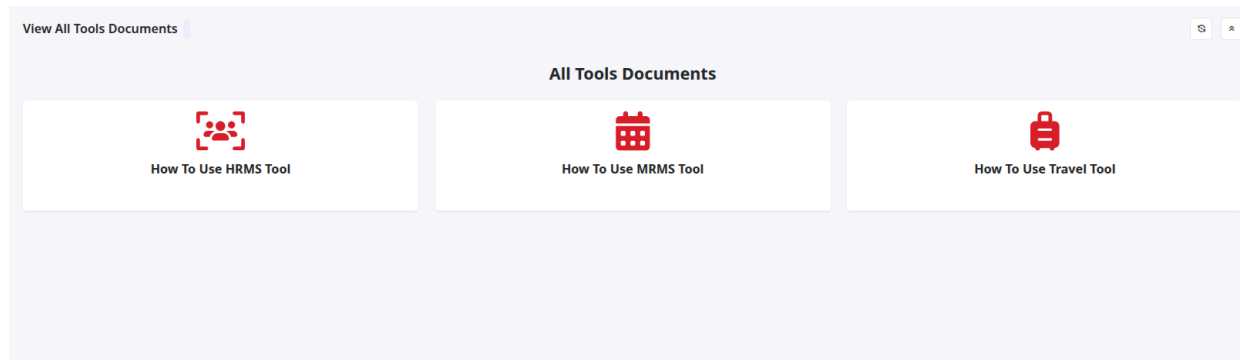 View All Tools Documents
All Tools Documents
How To Use HRMS Tool
How To Use MRMS Tool
How To Use Travel Tool